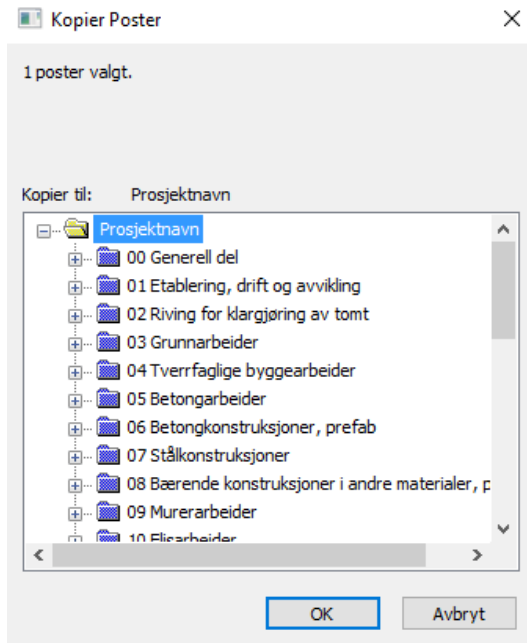 Kopier Poster
1 poster valgt.
Kopier til: Prosjektnavn
Prosjektnavn
00 Generell del
01 Etablering, drift og avvikling
02 Riving for klargjøring av tomt
03 Grunnarbeider
04 Tverrfaglige byggearbeider
05 Betongarbeider
06 Betongkonstruksjoner, prefab
07 Stålkonstruksjoner
08 Bærende konstruksjoner i andre materialer, p
09 Murerarbeider
10 Flisarbeider
OK Avbryt